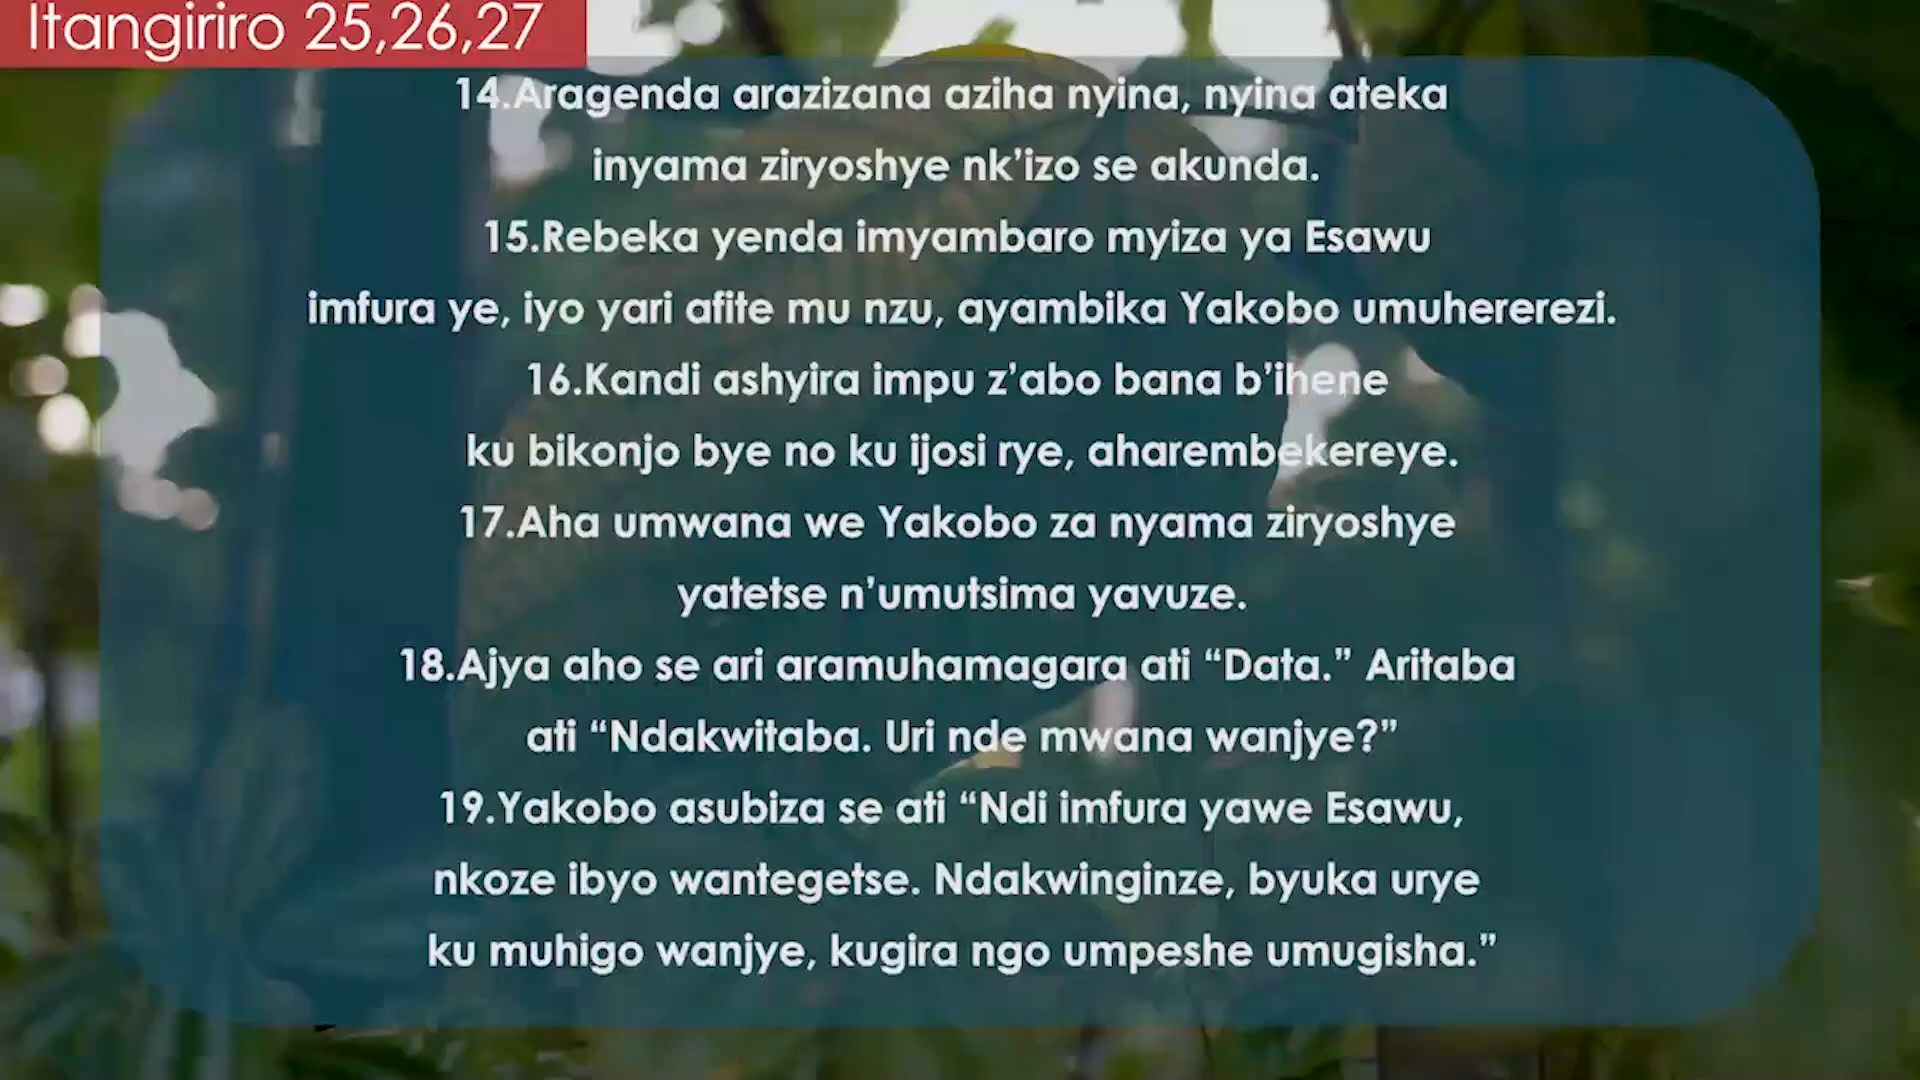 Itangiriro 25,26,27
14.Aragenda arazizana aziha nyina, nyina ateka
inyama ziryoshye nk’izo se akunda.
15.Rebeka yenda imyambaro myiza ya Esawu
imfura ye, iyo yari afite mu nzu, ayambika Yakobo umuhererezi.
16.Kandi ashyira impu z’abo bana b’ihene
ku bikonjo bye no ku ijosi rye, aharembekereye.
17.Aha umwana we Yakobo za nyama ziryoshye
yatetse n’umutsima yavuze.
18.Ajya aho se ari aramuhamagara ati “Data.” Aritaba
ati “Ndakwitaba. Uri nde mwana wanjye?”
19.Yakobo asubiza se ati “Ndi imfura yawe Esawu,
nkoze ibyo wantegetse. Ndakwinginze, byuka urye
ku muhigo wanjye, kugira ngo umpeshe umugisha.”